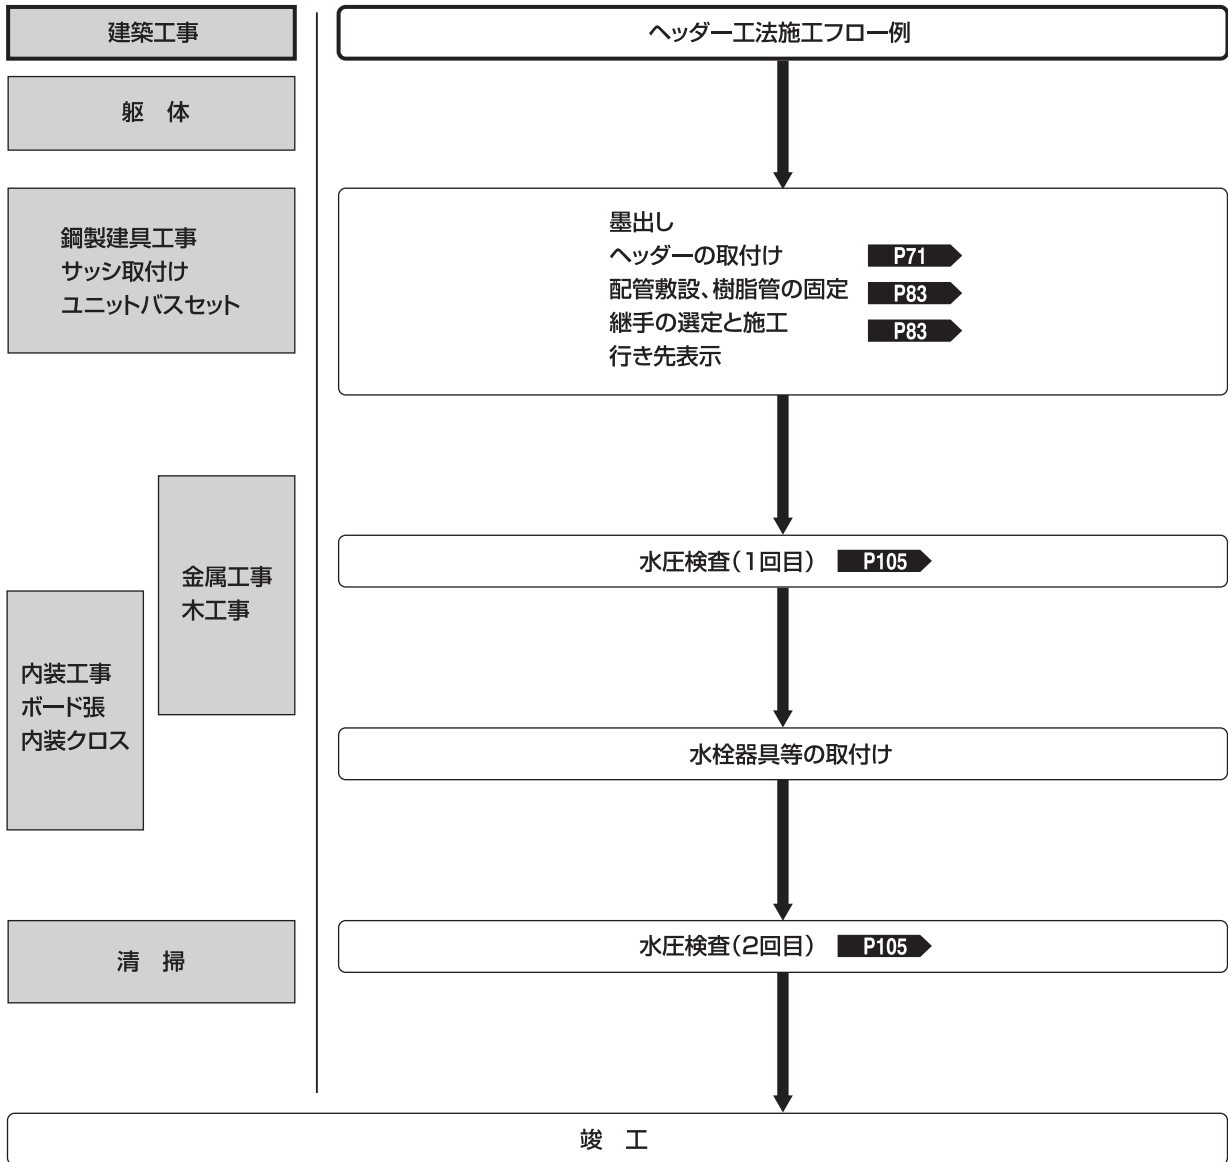 建築工事
ヘッダー工法施工フロー例
躯　体
鋼製建具工事
サッシ取付け
ユニットバスセット
墨出し
ヘッダーの取付け P71
配管敷設、樹脂管の固定 P83
継手の選定と施工 P83
行き先表示
金属工事
木工事
水圧検査(1回目) P105
内装工事
ボード張
内装クロス
水栓器具等の取付け
清　掃
水圧検査(2回目) P105
竣　工